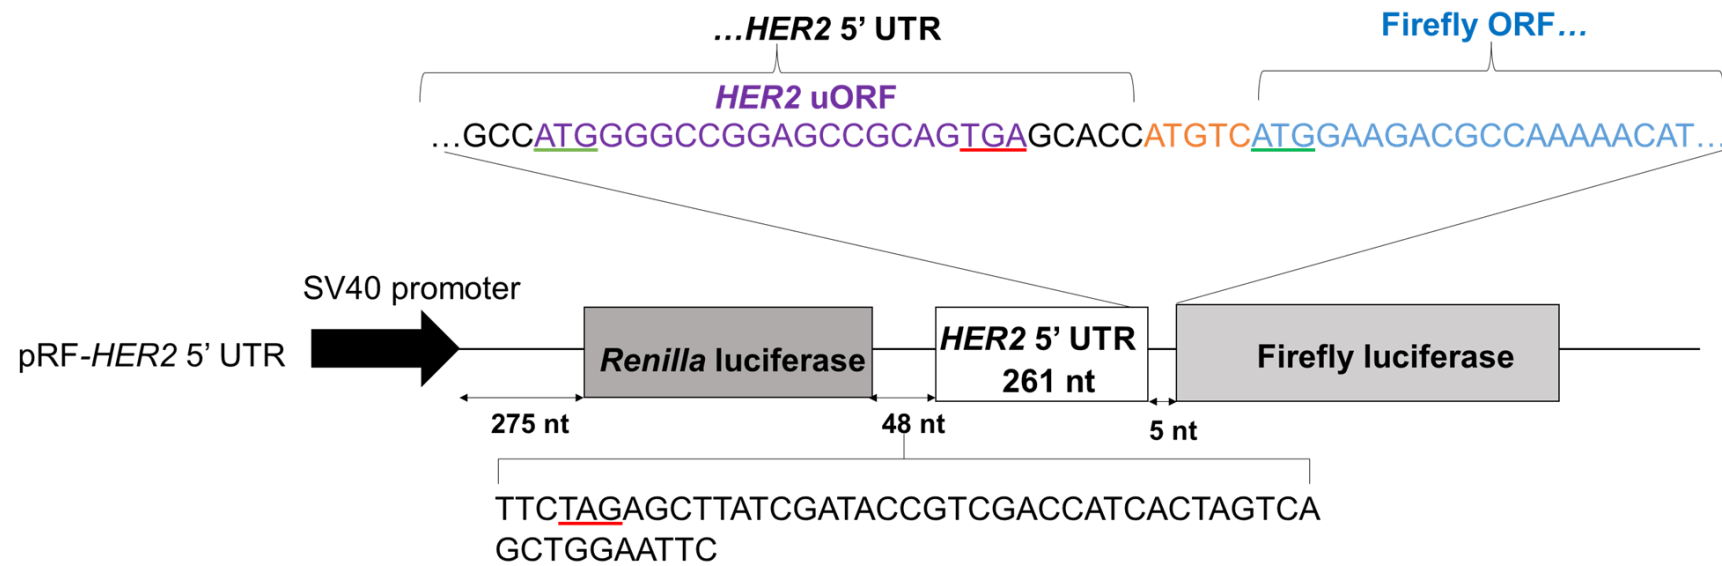 ...HER2 5’ UTR
Firefly ORF...
HER2 uORF
...GCCATGGGGCCGGAGCCGCAGTGAGCACCATGTCATGGAAGACGCCAAAAACAT...
SV40 promoter
pRF-HER2 5’ UTR
Renilla luciferase
HER2 5’ UTR
261 nt
Firefly luciferase
275 nt
48 nt
5 nt
TTCTAGAGCTTATCGATACCGTCGACCATCACTAGTCA
GCTGGAATTC